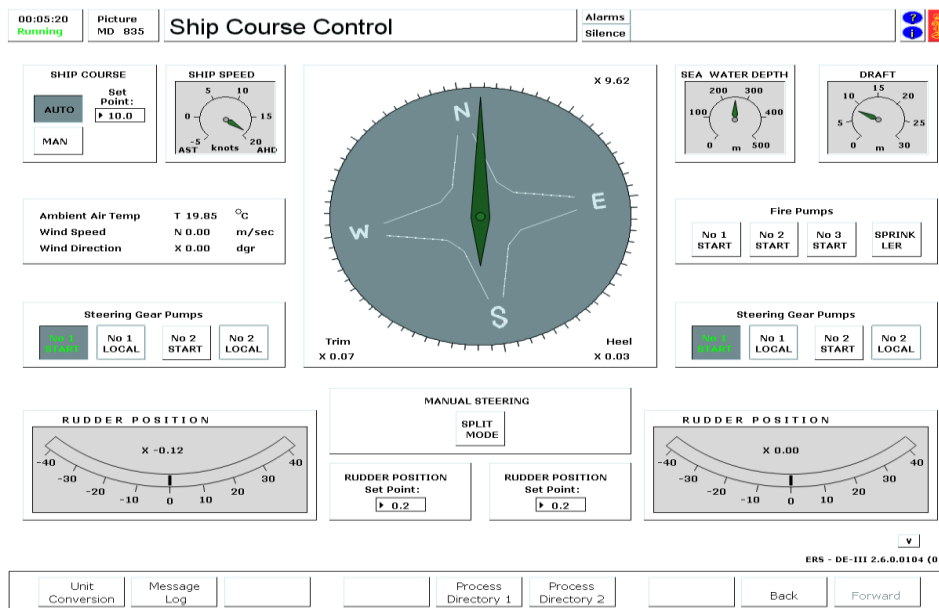 00:05:20
Running
Picture
MD 835
Ship Course Control
Alarms
Silence
?
i
SHIP COURSE
AUTO
MAN
Set
Point:
10.0
SHIP SPEED
5 10
0 15
-5 20
AST knots AHD
X 9.62
N
E
W
S
Trim
X 0.07
Heel
X 0.03
SEA WATER DEPTH
200 300
100 400
0 m 500
DRAFT
15
10 20
5 25
0 m 30
Ambient Air Temp T 19.85 °C
Wind Speed N 0.00 m/sec
Wind Direction X 0.00 dgr
Fire Pumps
No 1
START
No 2
START
No 3
START
SPRINK
LER
Steering Gear Pumps
No 1
START
No 1
LOCAL
No 2
START
No 2
LOCAL
Steering Gear Pumps
No 1
START
No 1
LOCAL
No 2
START
No 2
LOCAL
RUDDER POSITION
X -0.12
-40 -30 -20 -10 0 10 20 30 40
MANUAL STEERING
SPLIT
MODE
RUDDER POSITION
Set Point:
0.2
RUDDER POSITION
Set Point:
0.2
RUDDER POSITION
X 0.00
-40 -30 -20 -10 0 10 20 30 40
v
ERS - DE-III 2.6.0.0104 (0
Unit
Conversion
Message
Log
Process
Directory 1
Process
Directory 2
Back
Forward